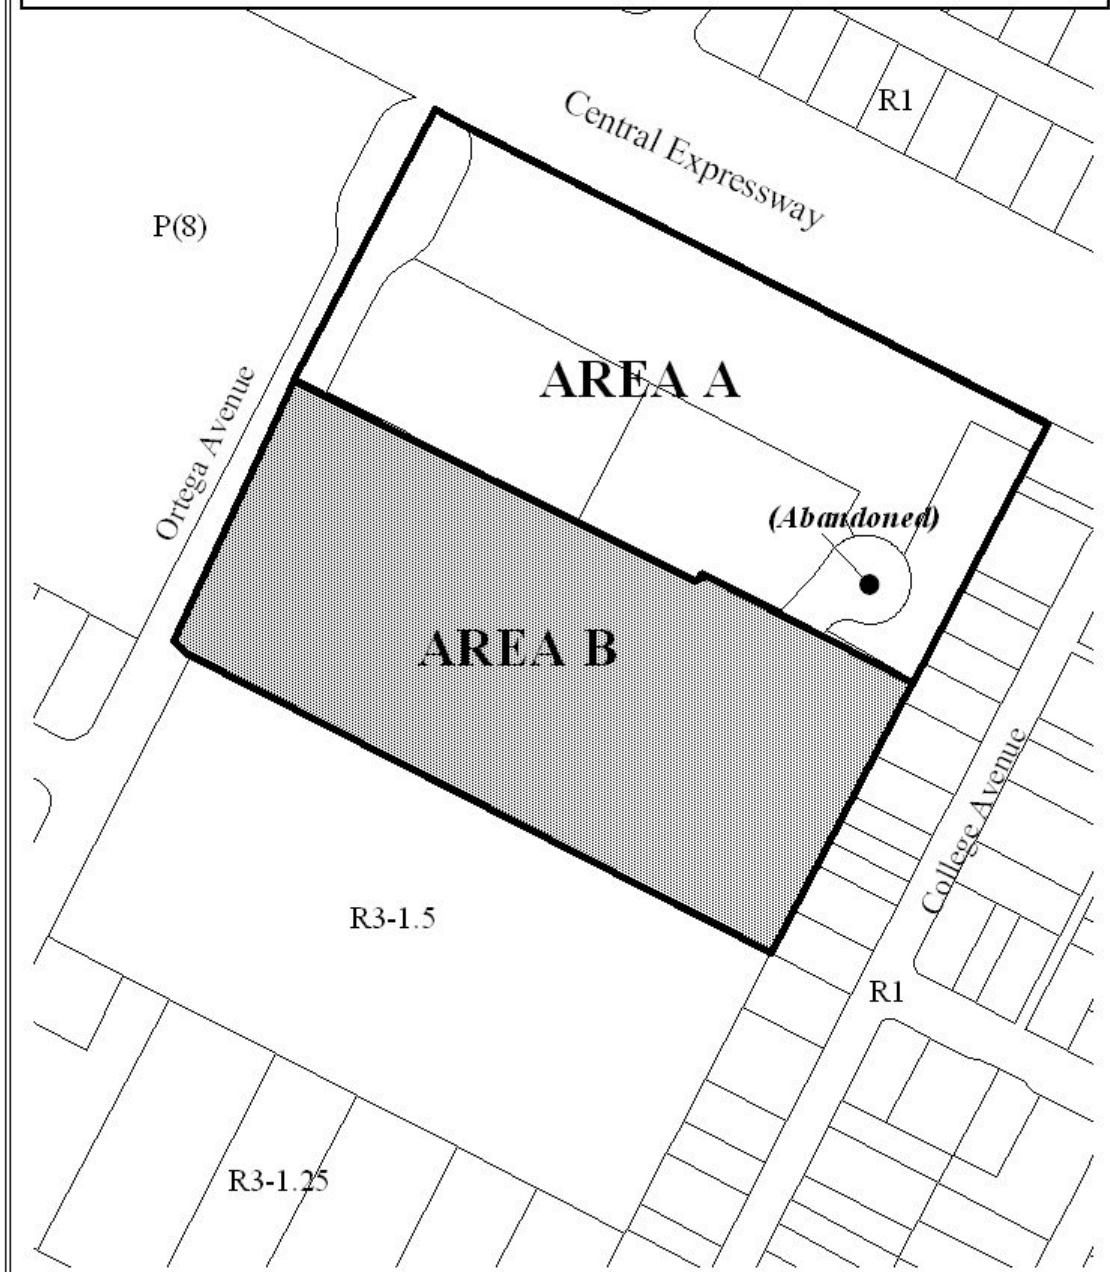 R1
Central Expressway
P(8)
AREA A
Ortega Avenue
(Abandoned)
AREA B
College Avenue
R3-1.5
R1
R3-1.25